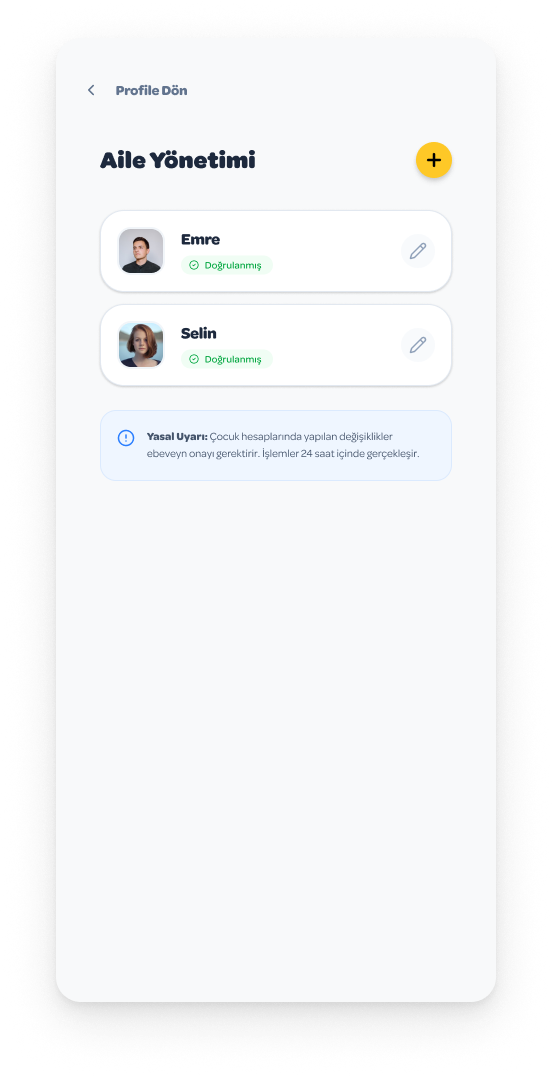 Profile Dön
Aile Yönetimi
Emre
Doğrulanmış
Selin
Doğrulanmış
Yasal Uyarı: Çocuk hesaplarında yapılan değişiklikler
ebeveyn onayı gerektirir. İşlemler 24 saat içinde gerçekleşir.